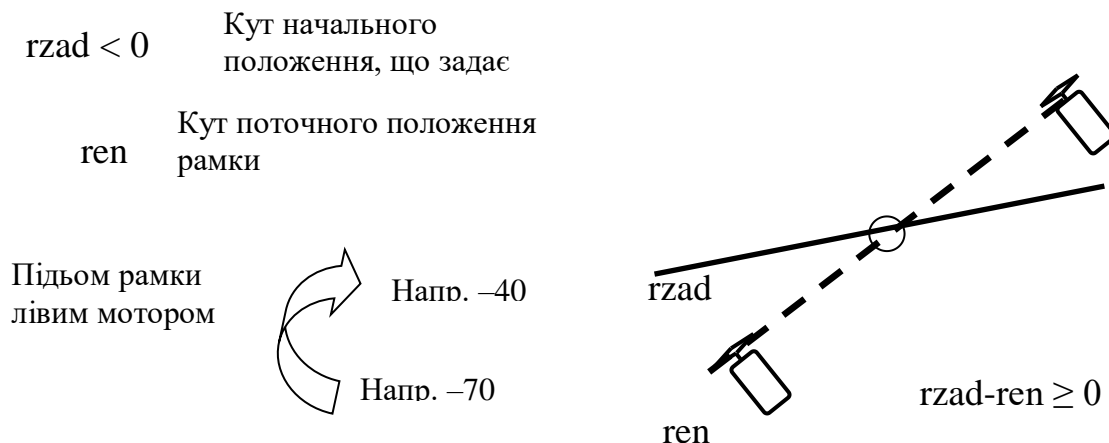 rzad < 0
Кут начального
положення, що задає
Кут поточного положення
рамки
ren
Підьом рамки
лівим мотором
Напр. –40
Напр. –70
rzad
ren
rzad-ren ≥ 0